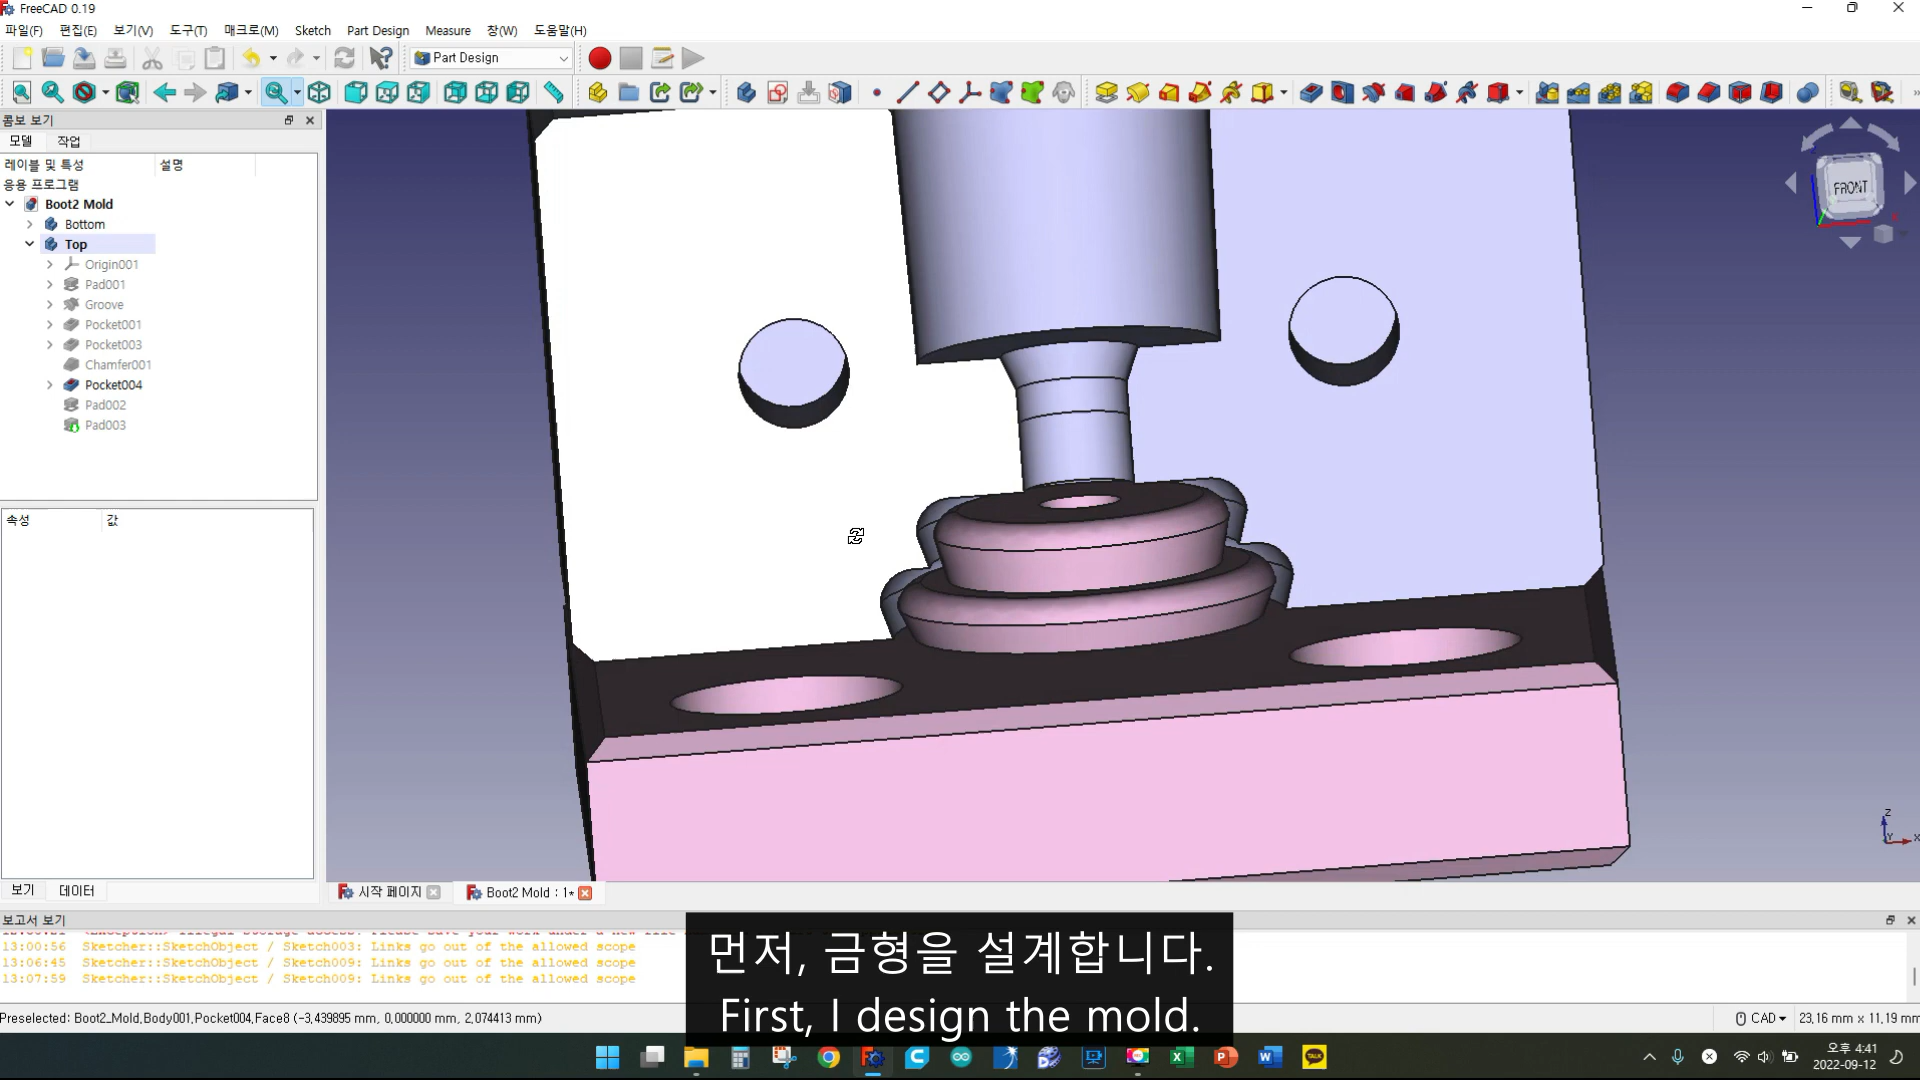 FreeCAD 0.19
파일(F) 편집(E) 보기(V) 도구(T) 매크로(M) Sketch Part Design Measure 창(W) 도움말(H)
Part Design
콤보 보기
모델 작업
레이블 및 특성 설명
응용 프로그램
Boot2 Mold
Bottom
Top
Origin001
Pad001
Groove
Pocket001
Pocket003
Chamfer001
Pocket004
Pad002
Pad003
FRONT
속성 값
Z
X
보기 데이터
시작 페이지 Boot2 Mold : 1*
보고서 보기
13:00:56 Sketcher::SketchObject / Sketch003: Links go out of the allowed scope
13:06:45 Sketcher::SketchObject / Sketch009: Links go out of the allowed scope
13:07:59 Sketcher::SketchObject / Sketch009: Links go out of the allowed scope
먼저, 금형을 설계합니다.
First, I design the mold.
Preselected: Boot2_Mold,Body001,Pocket004,Face8 (-3,439895 mm, 0,000000 mm, 2,074413 mm)
CAD
23,16 mm x 11,19 mm
TALK
오후 4:41
2022-09-12